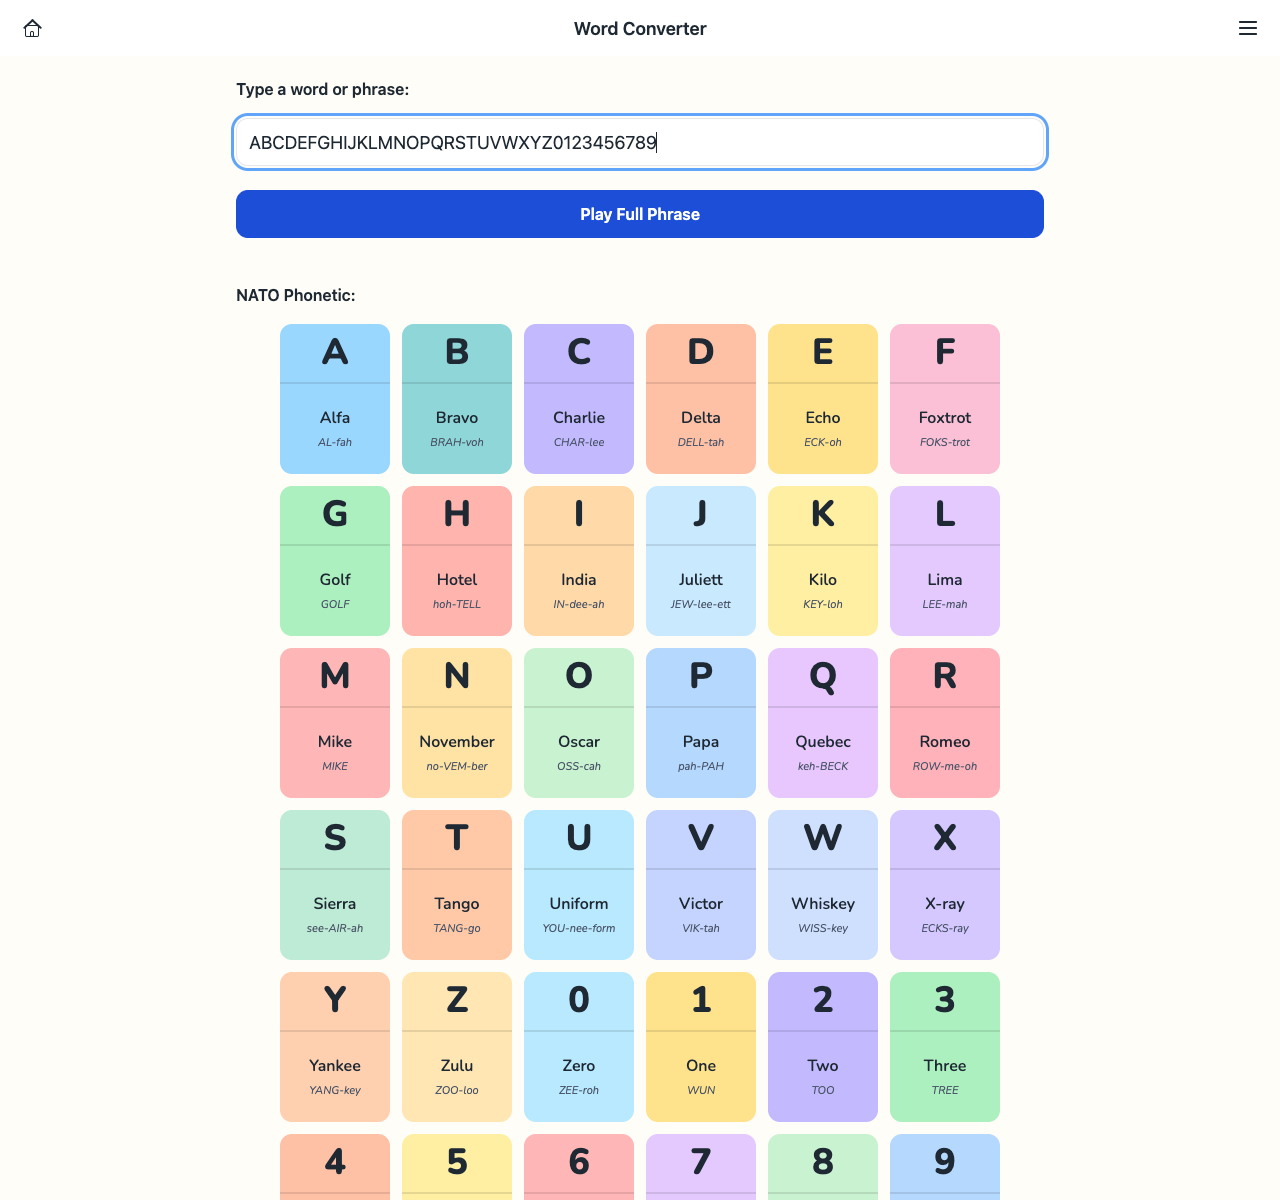 Word Converter
Type a word or phrase:
ABCDEFGHIJKLMNOPQRSTUVWXYZ0123456789
Play Full Phrase
NATO Phonetic:
A B C D E F
Alfa Bravo Charlie Delta Echo Foxtrot
AL-fah BRAH-voh CHAR-lee DELL-tah ECK-oh FOKS-trot
G H I J K L
Golf Hotel India Juliett Kilo Lima
GOLF hoh-TELL IN-dee-ah JEW-lee-ett KEY-loh LEE-mah
M N O P Q R
Mike November Oscar Papa Quebec Romeo
MIKE no-VEM-ber OSS-cah pah-PAH keh-BECK ROW-me-oh
S T U V W X
Sierra Tango Uniform Victor Whiskey X-ray
see-AIR-ah TANG-go YOU-nee-form VIK-tah WISS-key ECKS-ray
Y Z 0 1 2 3
Yankee Zulu Zero One Two Three
YANG-key ZOO-loo ZEE-roh WUN TOO TREE
4 5 6 7 8 9